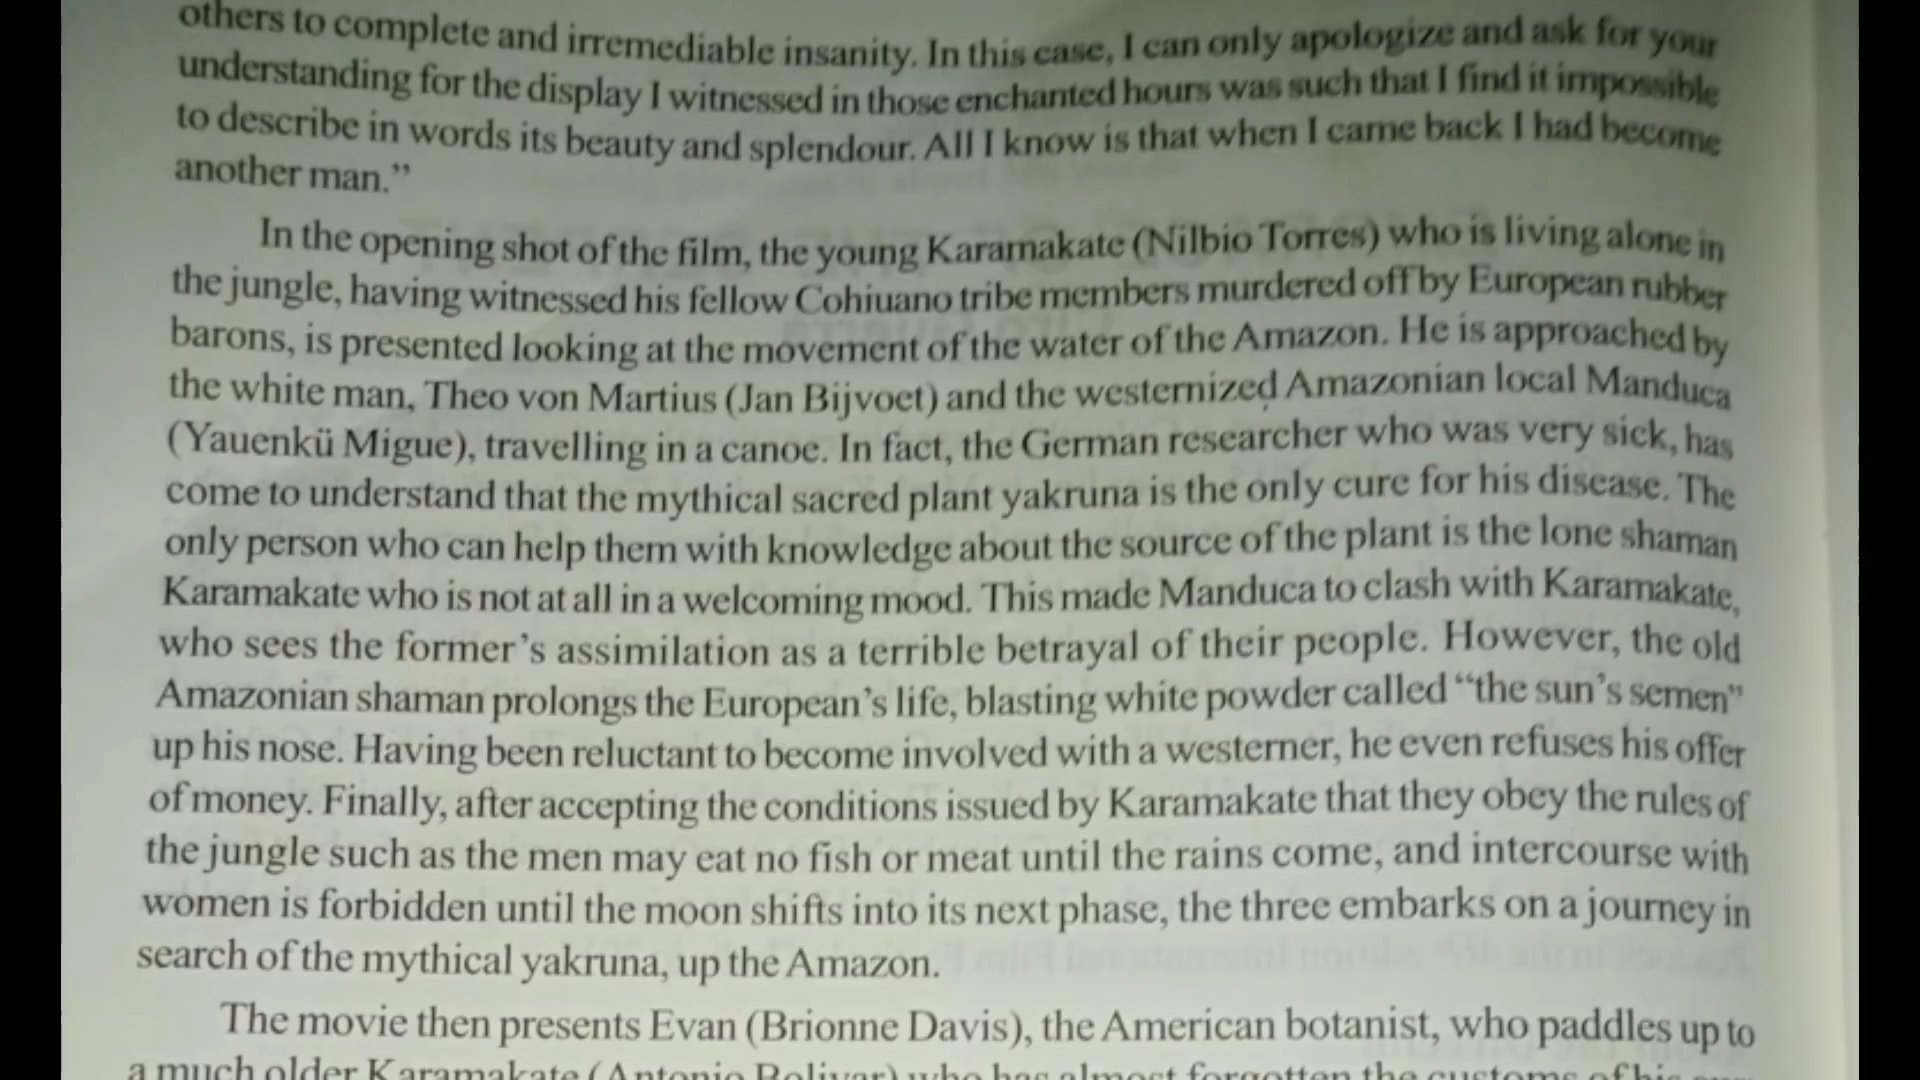 others to complete and irremediable insanity. In this case, I can only apologize and ask for your
understanding for the display I witnessed in those enchanted hours was such that I find it impossible
to describe in words its beauty and splendour. All I know is that when I came back I had become
another man.”
In the opening shot of the film, the young Karamakate (Nilbio Torres) who is living alone in
the jungle, having witnessed his fellow Cohiuano tribe members murdered off by European rubber
barons, is presented looking at the movement of the water of the Amazon. He is approached by
the white man, Theo von Martius (Jan Bijvoet) and the westernized Amazonian local Manduca
(Yauenkü Migue), travelling in a canoe. In fact, the German researcher who was very sick, has
come to understand that the mythical sacred plant yakruna is the only cure for his disease. The
only person who can help them with knowledge about the source of the plant is the lone shaman
Karamakate who is not at all in a welcoming mood. This made Manduca to clash with Karamakate,
who sees the former’s assimilation as a terrible betrayal of their people. However, the old
Amazonian shaman prolongs the European’s life, blasting white powder called “the sun’s semen”
up his nose. Having been reluctant to become involved with a westerner, he even refuses his offer
of money. Finally, after accepting the conditions issued by Karamakate that they obey the rules of
the jungle such as the men may eat no fish or meat until the rains come, and intercourse with
women is forbidden until the moon shifts into its next phase, the three embarks on a journey in
search of the mythical yakruna, up the Amazon.
The movie then presents Evan (Brionne Davis), the American botanist, who paddles up to
a much older Karamakate (Antonio Bolivar) who has almost forgotten the customs of his